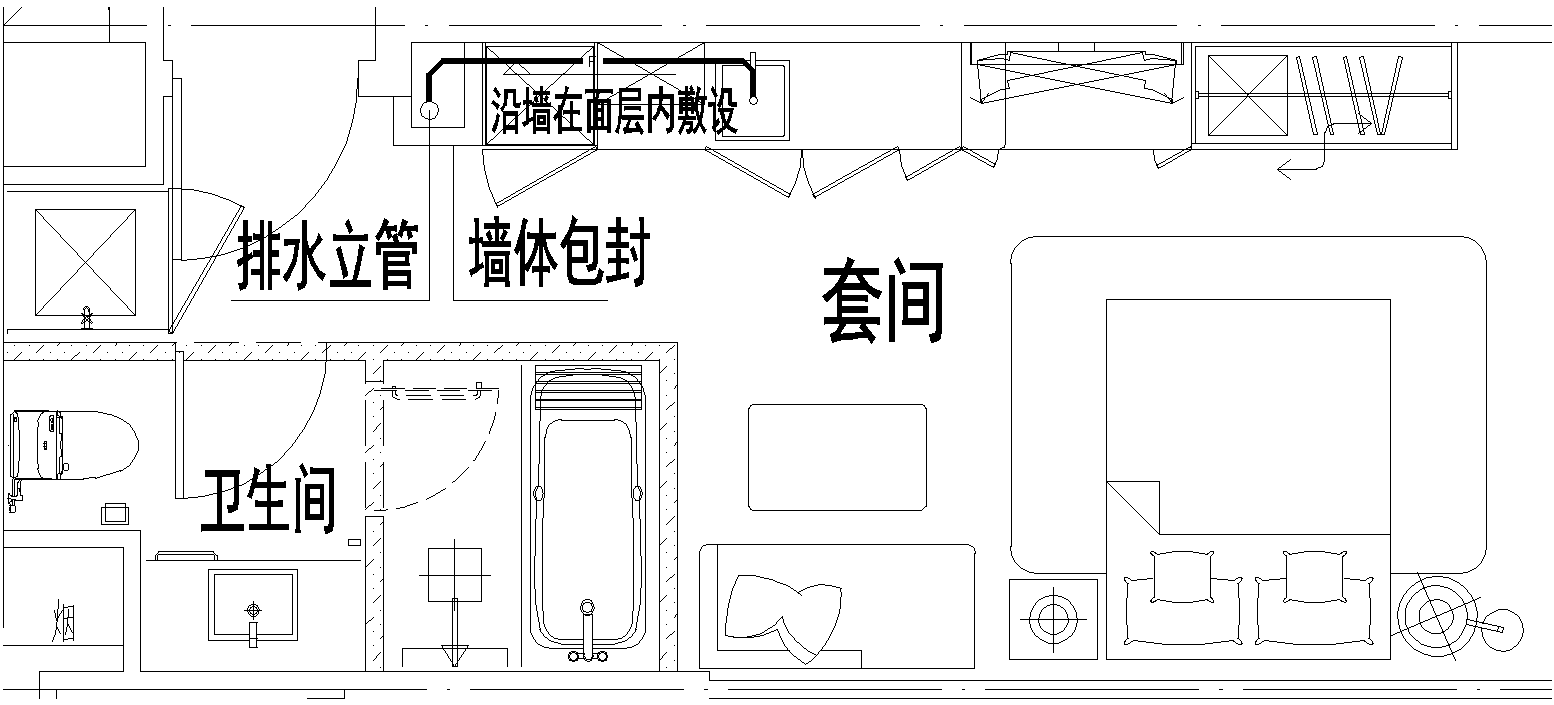 沿墙在面层内敷设
排水立管
墙体包封
套间
卫生间
烟